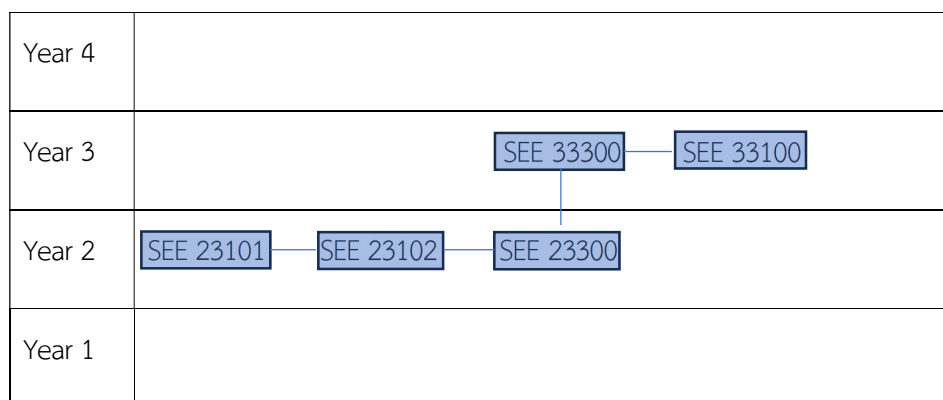 Year 4
Year 3
SEE 33300
SEE 33100
Year 2
SEE 23101
SEE 23102
SEE 23300
Year 1